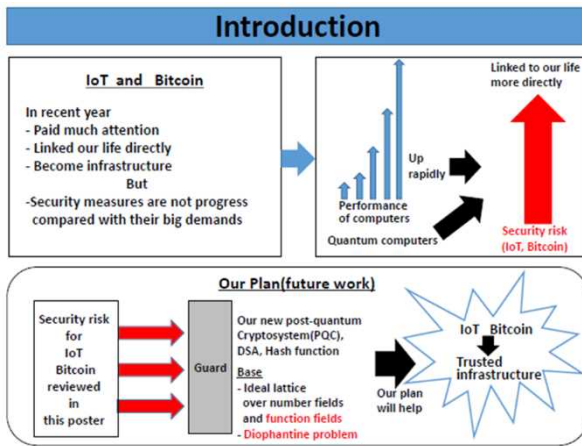 Introduction
IoT and Bitcoin
In recent year
- Paid much attention
- Linked our life directly
- Become infrastructure
But
-Security measures are not progress
compared with their big demands
Linked to our life
more directly
Up
rapidly
Performance
of computers
Quantum computers
Security risk
(IoT, Bitcoin)
Our Plan(future work)
Security risk
for
IoT
Bitcoin
reviewed
in
this poster
Guard
Our new post-quantum
Cryptosystem(PQC),
DSA, Hash function
Base
- Ideal lattice
over number fields
and function fields
- Diophantine problem
Our plan
will help
IoT Bitcoin
Trusted
infrastructure